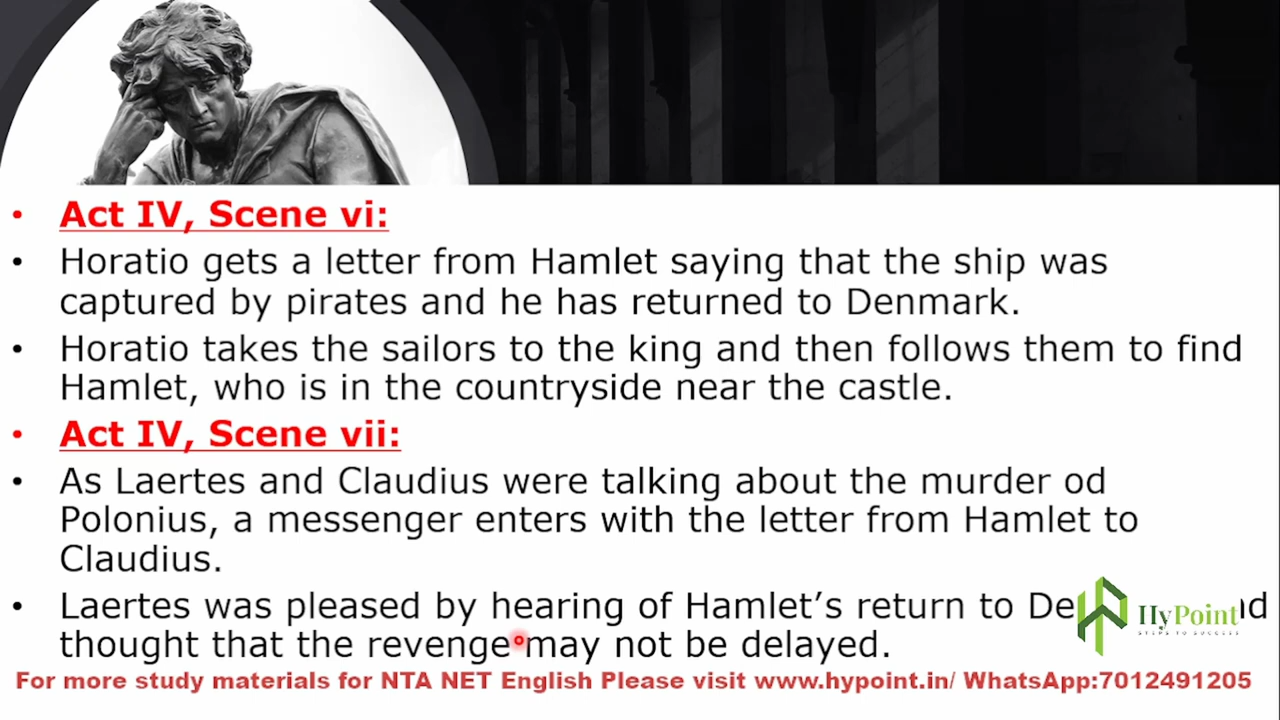 • Act IV, Scene vi:
• Horatio gets a letter from Hamlet saying that the ship was
captured by pirates and he has returned to Denmark.
• Horatio takes the sailors to the king and then follows them to find
Hamlet, who is in the countryside near the castle.
• Act IV, Scene vii:
• As Laertes and Claudius were talking about the murder od
Polonius, a messenger enters with the letter from Hamlet to
Claudius.
• Laertes was pleased by hearing of Hamlet’s return to
thought that the revenge may not be delayed.
HyPoint
STEPS TO SUCCESS
For more study materials for NTA NET English Please visit www.hypoint.in/ WhatsApp:7012491205